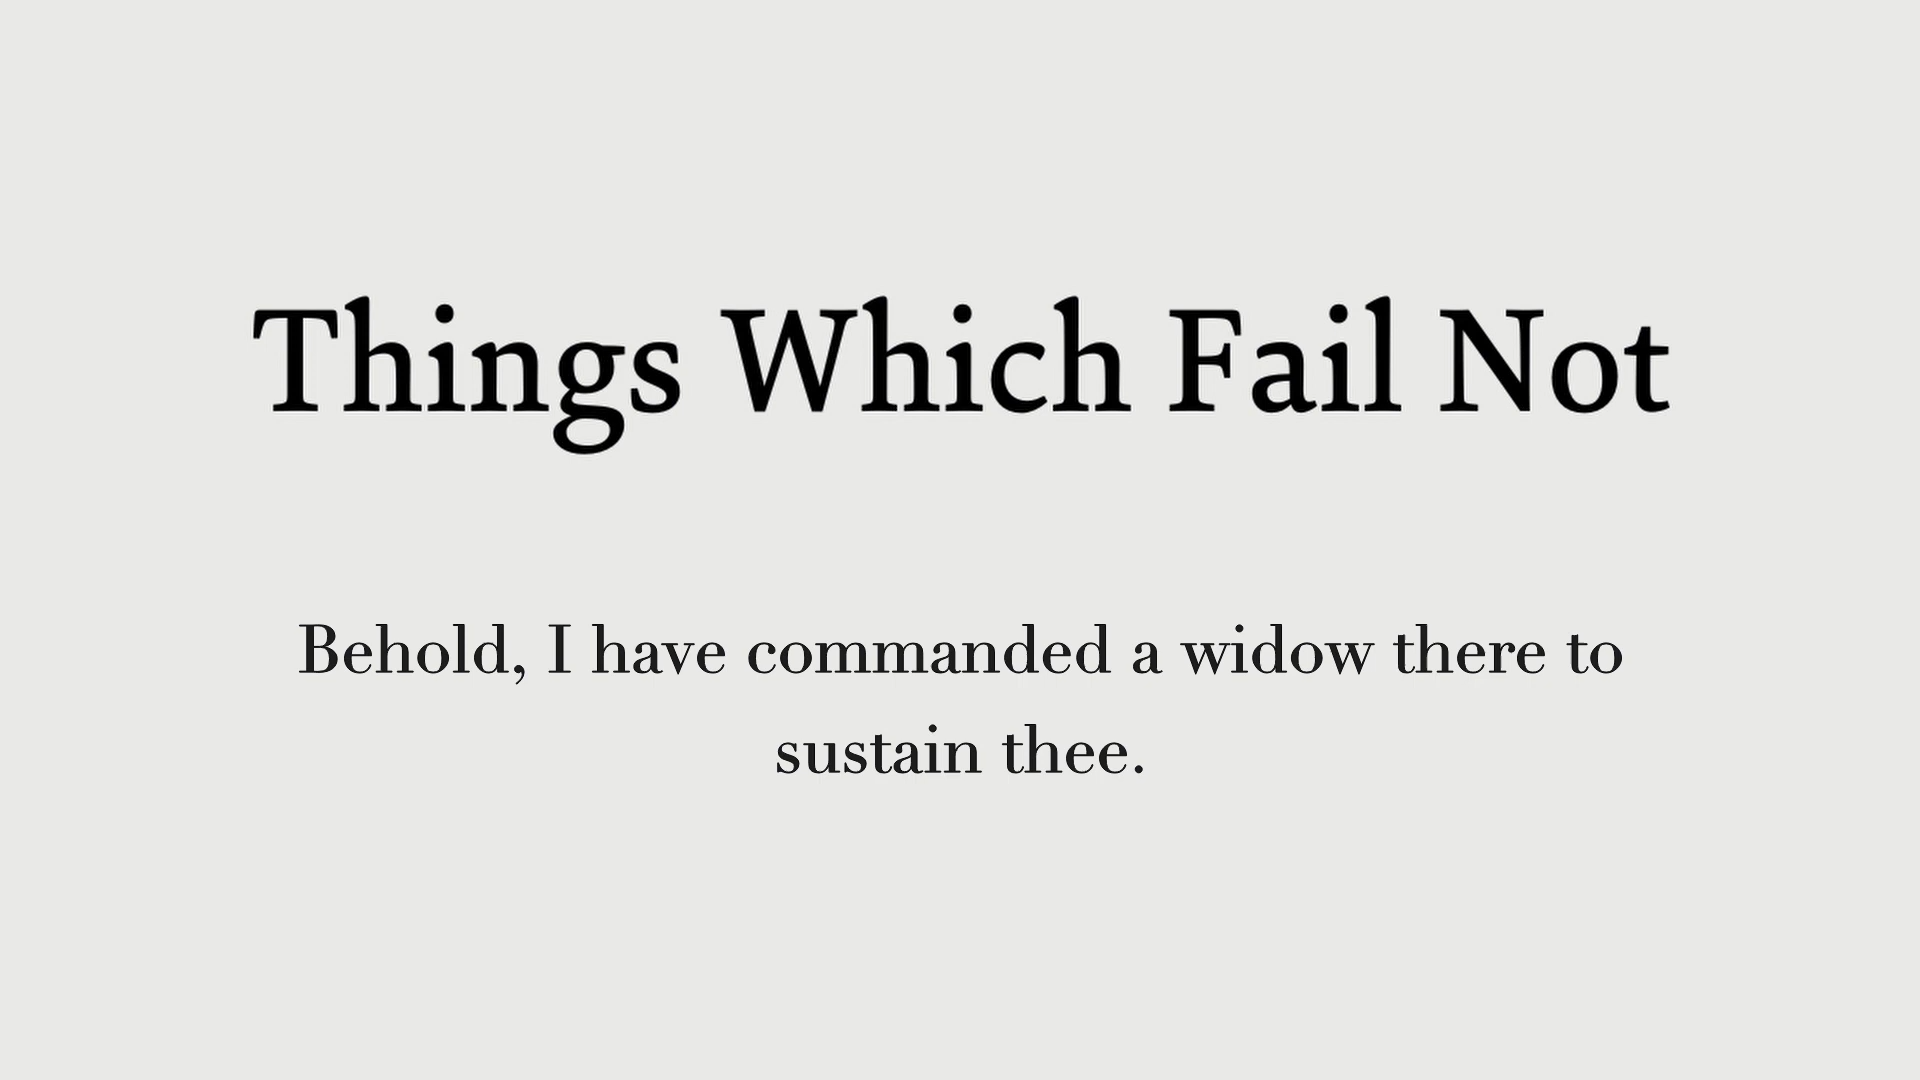 Things Which Fail Not
Behold, I have commanded a widow there to
sustain thee.